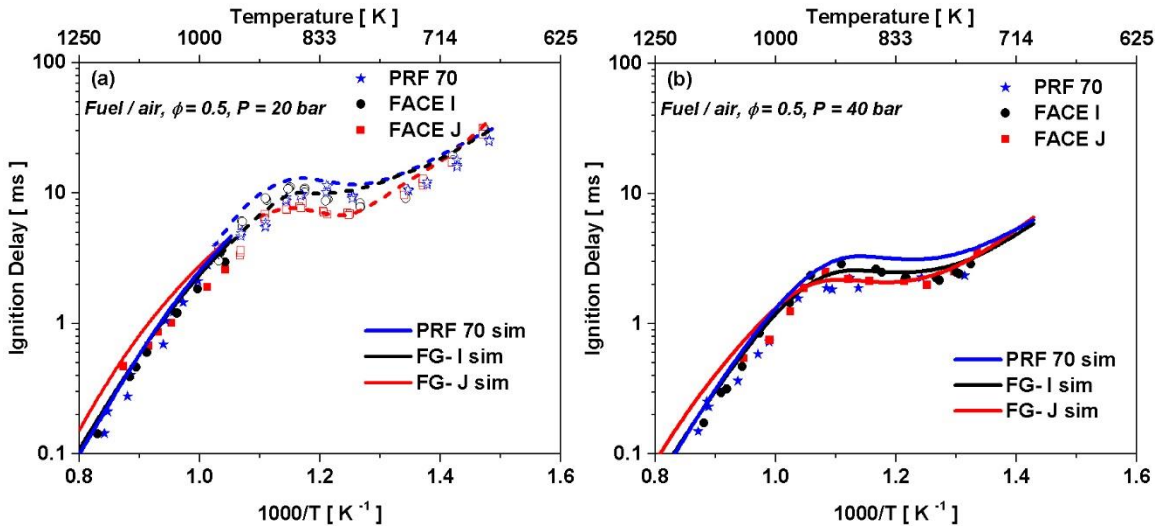 Temperature [ K ]
1250 1000 833 714 625
(a)
PRF 70
FACE I
FACE J
Fuel / air, ϕ = 0.5, P = 20 bar
Ignition Delay [ ms ]
100
10
1
0.1
PRF 70 sim
FG- I sim
FG- J sim
0.8 1.0 1.2 1.4 1.6
1000/T [ K -1 ]
Temperature [ K ]
1250 1000 833 714 625
(b)
PRF 70
FACE I
FACE J
Fuel / air, ϕ = 0.5, P = 40 bar
Ignition Delay [ ms ]
100
10
1
0.1
PRF 70 sim
FG- I sim
FG- J sim
0.8 1.0 1.2 1.4 1.6
1000/T [ K -1 ]